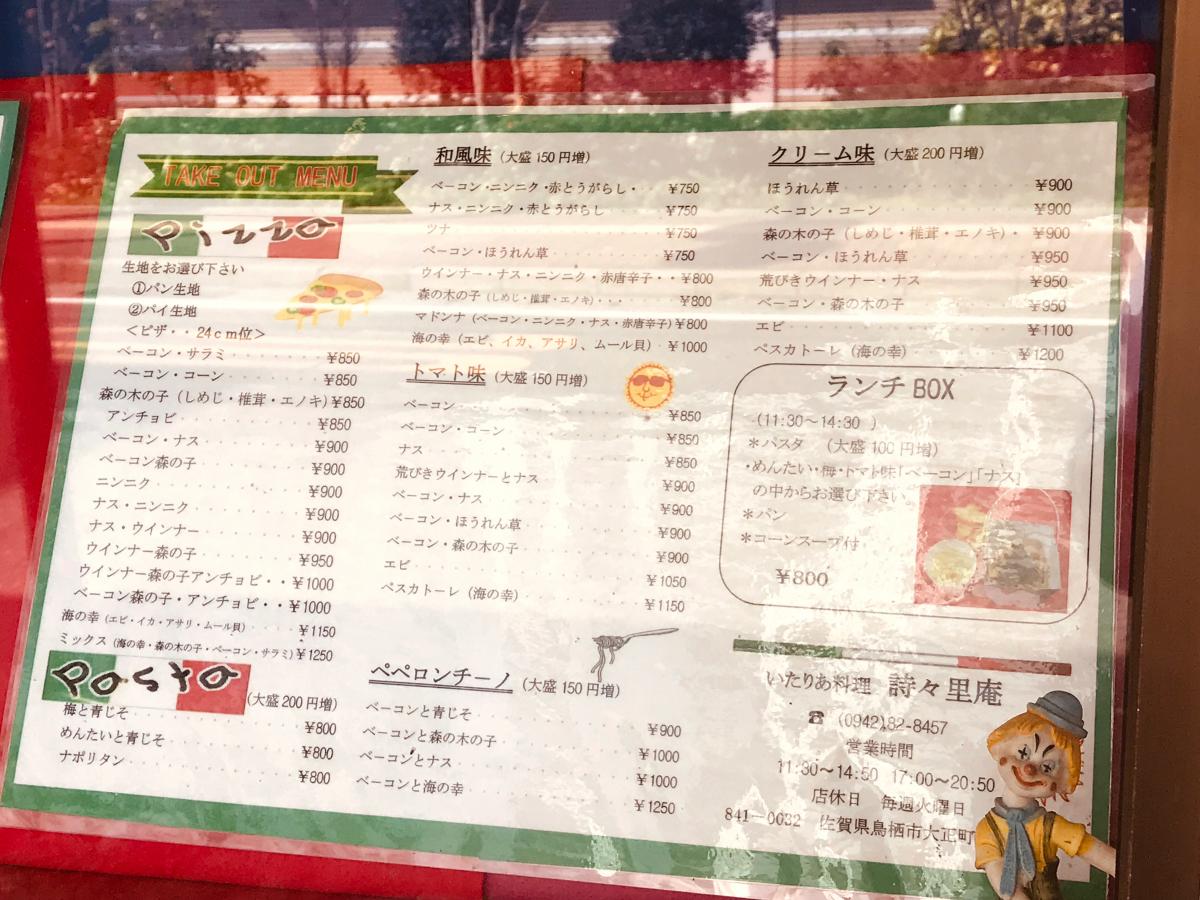 TAKE OUT MENU
Pizza
生地をお選び下さい
①パン生地
②パイ生地
＜ピザ・・24cm位＞
ベーコン・サラミ ¥850
ベーコン・コーン ¥850
森の木の子（しめじ・椎茸・エノキ）¥850
アンチョビ ¥850
ベーコン・ナス ¥900
ベーコン森の子 ¥900
ニンニク ¥900
ナス・ニンニク ¥900
ナス・ウインナー ¥900
ウインナー森の子 ¥950
ウインナー森の子アンチョビ・・¥1000
ベーコン森の子・アンチョビ・・¥1000
海の幸（エビ・イカ・アサリ・ムール貝） ¥1150
ミックス（海の幸・森の木の子・ベーコン・サラミ）¥1250
Pasta
（大盛 200 円増）
梅と青じそ ¥800
めんたいと青じそ ¥800
ナポリタン ¥800
和風味（大盛 150 円増）
ベーコン・ニンニク・赤とうがらし・・¥750
ナス・ニンニク・赤とうがらし ¥750
ツナ ¥750
ベーコン・ほうれん草 ¥750
ウインナー・ナス・ニンニク・赤唐辛子・・¥800
森の木の子（しめじ・椎茸・エノキ）・・・ ¥800
マドンナ（ベーコン・ニンニク・ナス・赤唐辛子）¥800
海の幸（エビ、イカ、アサリ、ムール貝）・¥1000
トマト味（大盛 150 円増）
ベーコン ¥850
ベーコン・コーン ¥850
ナス ¥850
荒びきウインナーとナス ¥900
ベーコン・ナス ¥900
ベーコン・ほうれん草 ¥900
ベーコン・森の木の子 ¥900
エビ ¥1050
ペスカトーレ（海の幸） ¥1150
ペペロンチーノ（大盛 150 円増）
ベーコンと青じそ ¥900
ベーコンと森の木の子 ¥1000
ベーコンとナス ¥1000
ベーコンと海の幸 ¥1250
クリーム味（大盛 200 円増）
ほうれん草 ¥900
ベーコン・コーン ¥900
森の木の子（しめじ・椎茸・エノキ）・ ¥900
ベーコン・ほうれん草 ¥950
荒びきウインナー・ナス ¥950
ベーコン・森の木の子 ¥950
エビ ¥1100
ペスカトーレ（海の幸） ¥1200
ランチ BOX
（11:30～14:30 ）
＊パスタ （大盛 100 円増）
・めんたい・梅・トマト味「ベーコン」「ナス」
の中からお選び下さい
＊パン
＊コーンスープ付
¥800
いたりあ料理 詩々里庵
☎ (0942)82-8457
営業時間
11:30～14:50 17:00～20:50
店休日 毎週火曜日
841－0032 佐賀県鳥栖市大正町